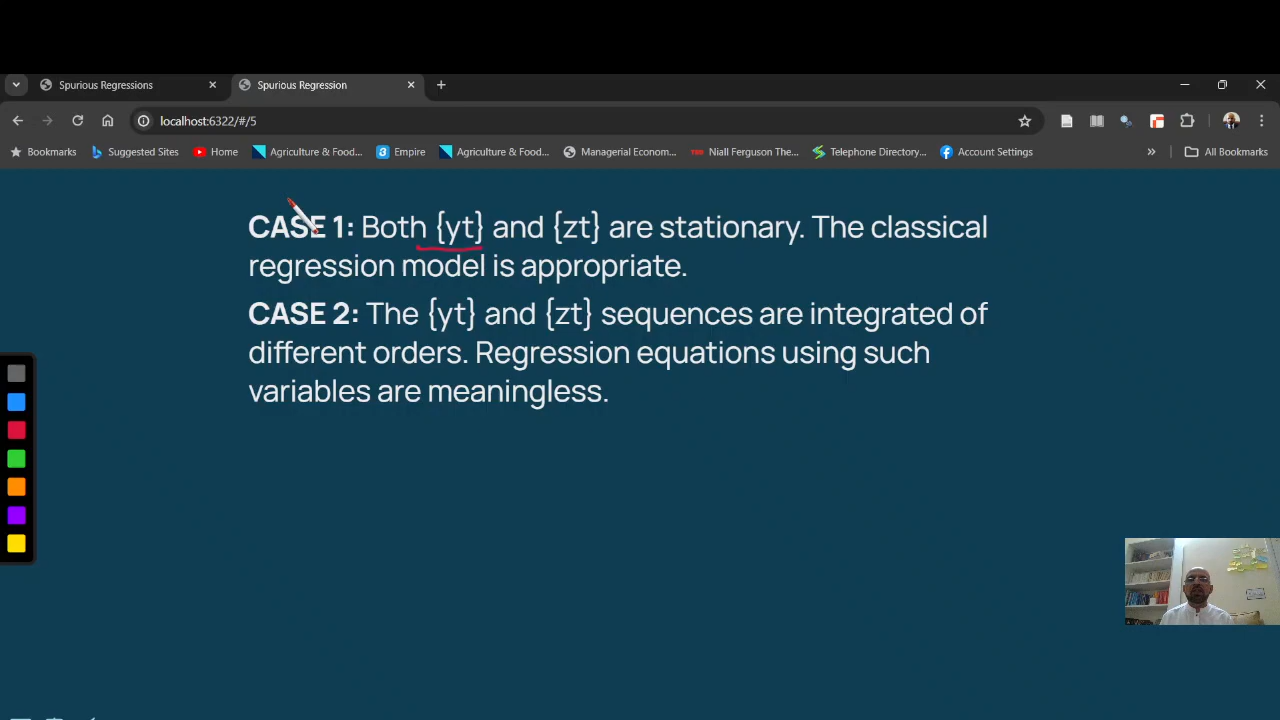 Spurious Regressions
Spurious Regression
localhost:6322/#/5
Bookmarks Suggested Sites Home Agriculture & Food... Empire Agriculture & Food... Managerial Econom... Niall Ferguson The... Telephone Directory... Account Settings » All Bookmarks
CASE 1: Both {yt} and {zt} are stationary. The classical
regression model is appropriate.
CASE 2: The {yt} and {zt} sequences are integrated of
different orders. Regression equations using such
variables are meaningless.